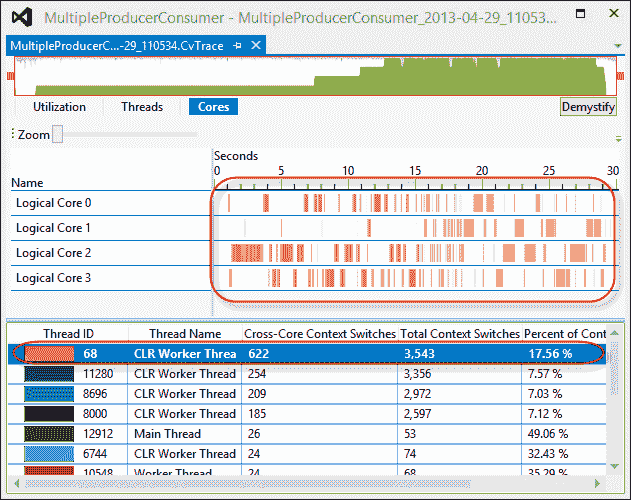 MultipleProducerConsumer - MultipleProducerConsumer_2013-04-29_11053...
MultipleProducerC...-29_110534.CvTrace
Utilization Threads Cores Demystify
Zoom
Seconds
Name 0 5 10 15 20 25 30
Logical Core 0
Logical Core 1
Logical Core 2
Logical Core 3
Thread ID Thread Name Cross-Core Context Switches Total Context Switches Percent of Cont
68 CLR Worker Threa 622 3,543 17.56 %
11280 CLR Worker Thread 254 3,356 7.57 %
8696 CLR Worker Thread 209 2,972 7.03 %
8000 CLR Worker Thread 185 2,597 7.12 %
12912 Main Thread 26 53 49.06 %
6744 CLR Worker Thread 24 74 32.43 %
10548 Worker Thread 24 68 35.29 %